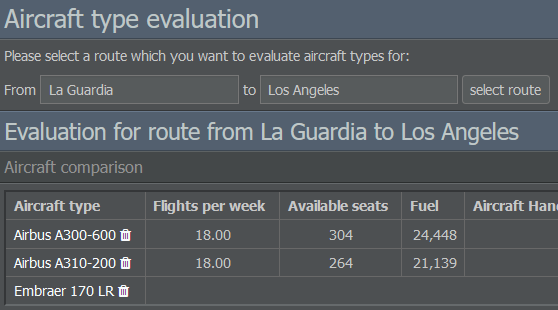 Aircraft type evaluation
Please select a route which you want to evaluate aircraft types for:
From La Guardia to Los Angeles select route
Evaluation for route from La Guardia to Los Angeles
Aircraft comparison
Aircraft type Flights per week Available seats Fuel Aircraft Han
Airbus A300-600 18.00 304 24,448
Airbus A310-200 18.00 264 21,139
Embraer 170 LR